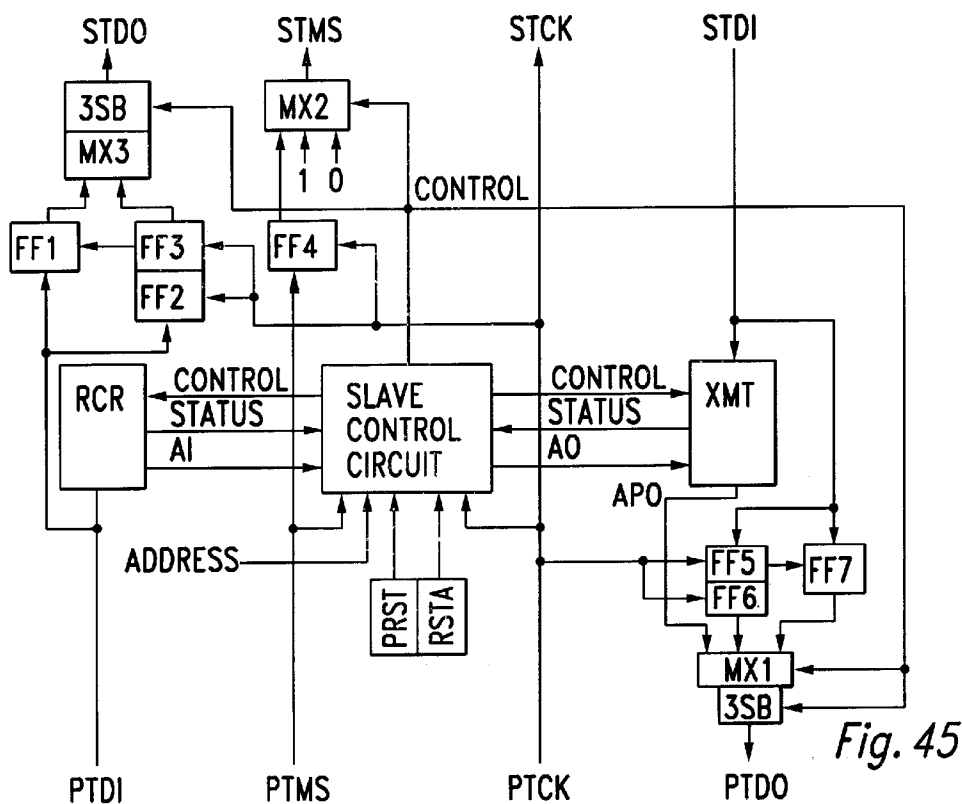 STDO STMS STCK STDI
3SB
MX3
MX2
1 0
CONTROL
FF1
FF3
FF2
FF4
RCR
CONTROL
STATUS
AI
SLAVE
CONTROL
CIRCUIT
CONTROL
STATUS
AO
XMT
APO
ADDRESS
PRST
RSTA
FF5
FF6
FF7
MX1
3SB
Fig. 45
PTDI PTMS PTCK PTDO